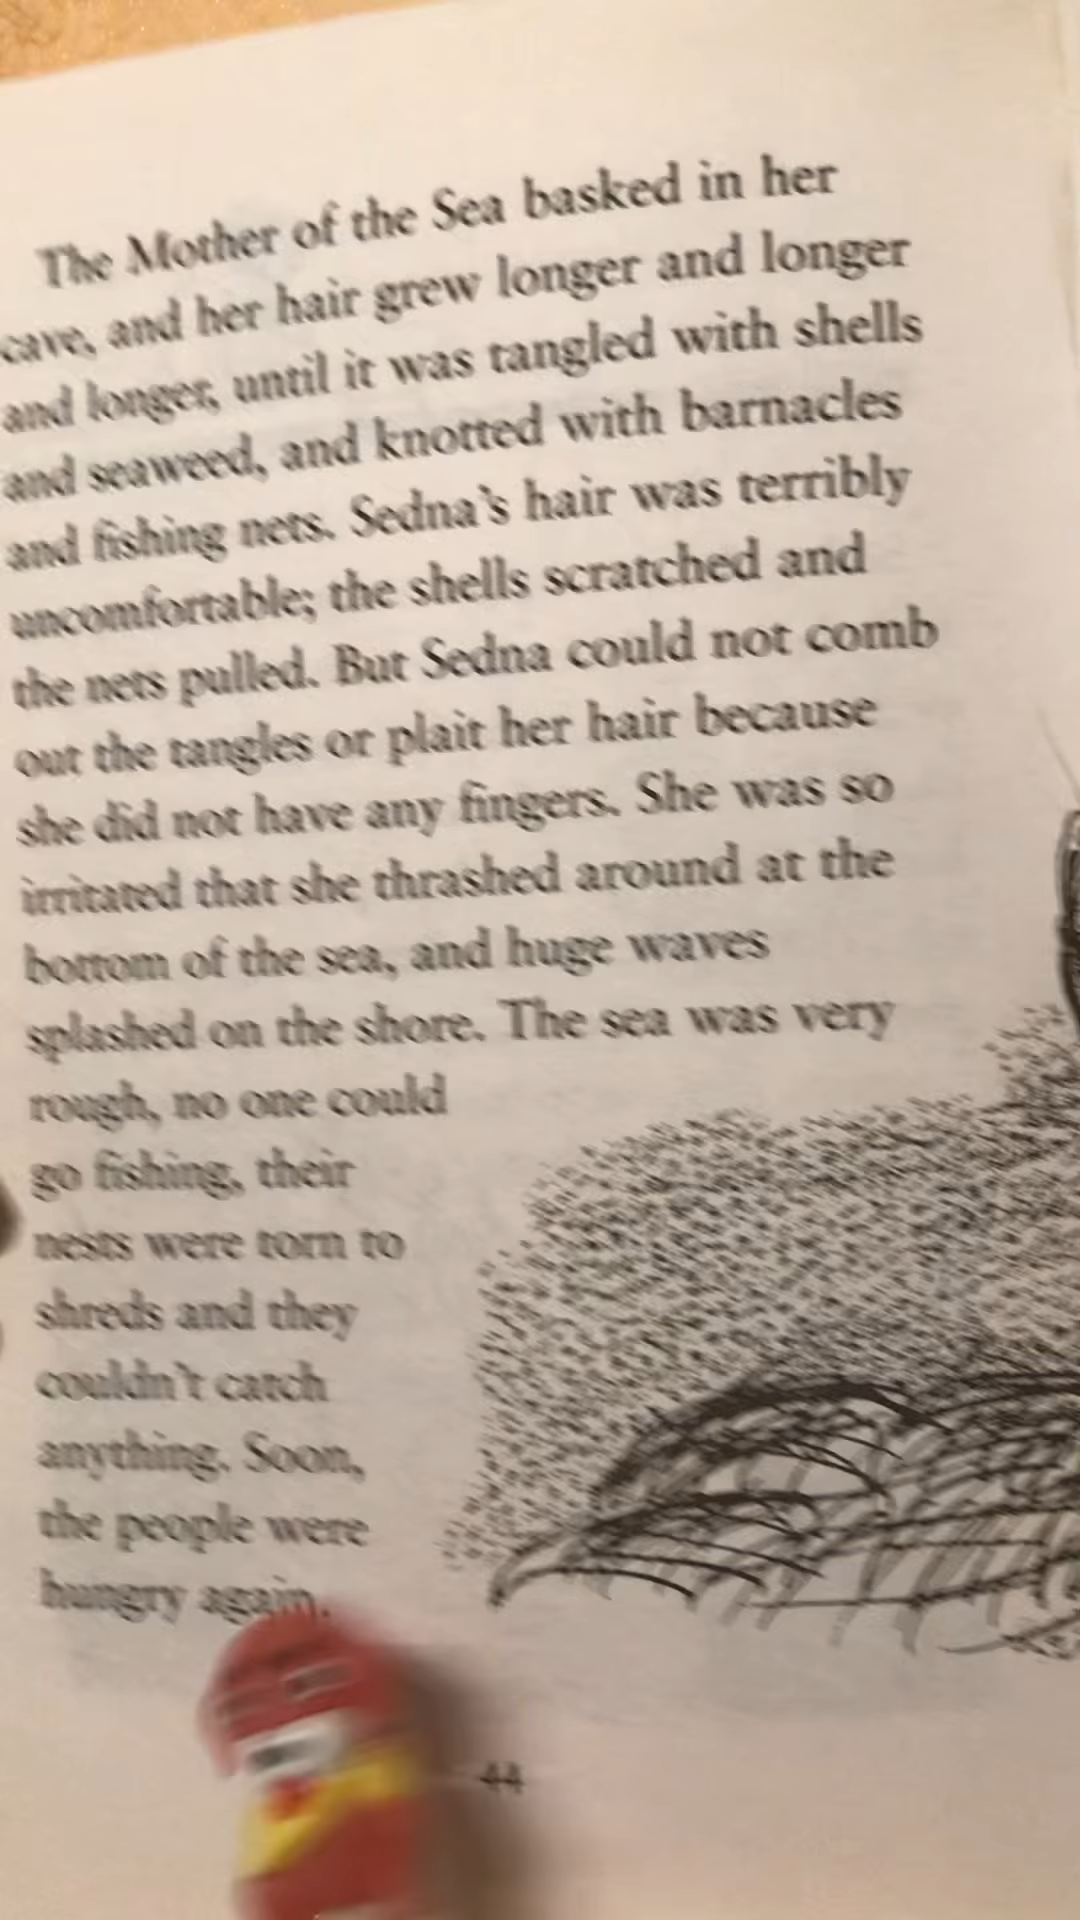 The Mother of the Sea basked in her
cave, and her hair grew longer and longer
and longer, until it was tangled with shells
and seaweed, and knotted with barnacles
and fishing nets. Sedna's hair was terribly
uncomfortable; the shells scratched and
the nets pulled. But Sedna could not comb
out the tangles or plait her hair because
she did not have any fingers. She was so
irritated that she thrashed around at the
bottom of the sea, and huge waves
splashed on the shore. The sea was very
rough, no one could
go fishing, their
nests were torn to
shreds and they
couldn't catch
anything. Soon,
the people were
hungry again.
44